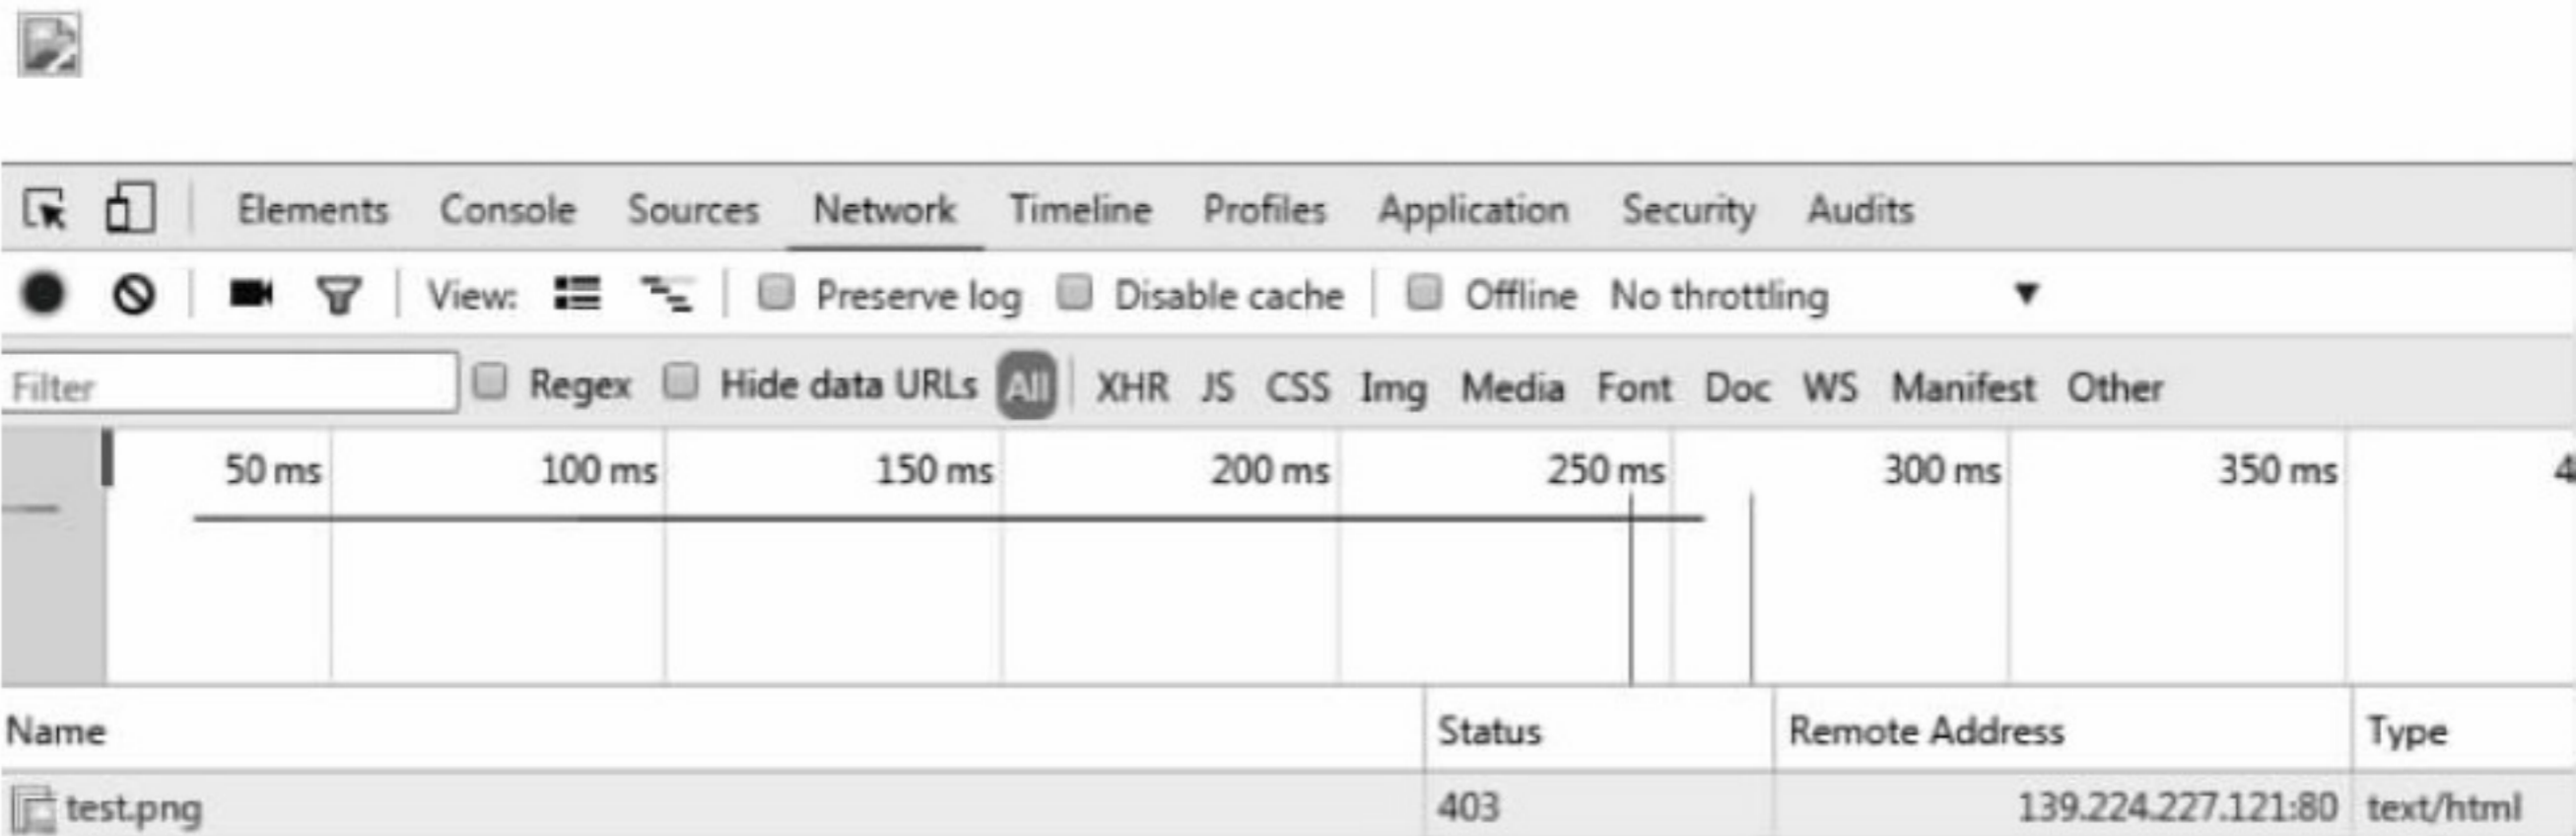 Elements Console Sources Network Timeline Profiles Application Security Audits
View: Preserve log Disable cache Offline No throttling
Filter Regex Hide data URLs All XHR JS CSS Img Media Font Doc WS Manifest Other
50 ms 100 ms 150 ms 200 ms 250 ms 300 ms 350 ms 4
Name Status Remote Address Type
test.png 403 139.224.227.121:80 text/html